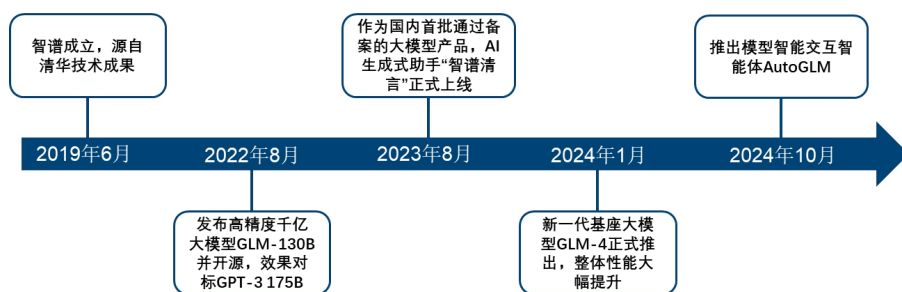 智谱成立，源自
清华技术成果
作为国内首批通过备
案的大模型产品，AI
生成式助手“智谱清
言”正式上线
推出模型智能交互智
能体AutoGLM
2019年6月
2022年8月
2023年8月
2024年1月
2024年10月
发布高精度千亿
大模型GLM-130B
并开源，效果对
标GPT-3 175B
新一代基座大模
型GLM-4正式推
出，整体性能大
幅提升